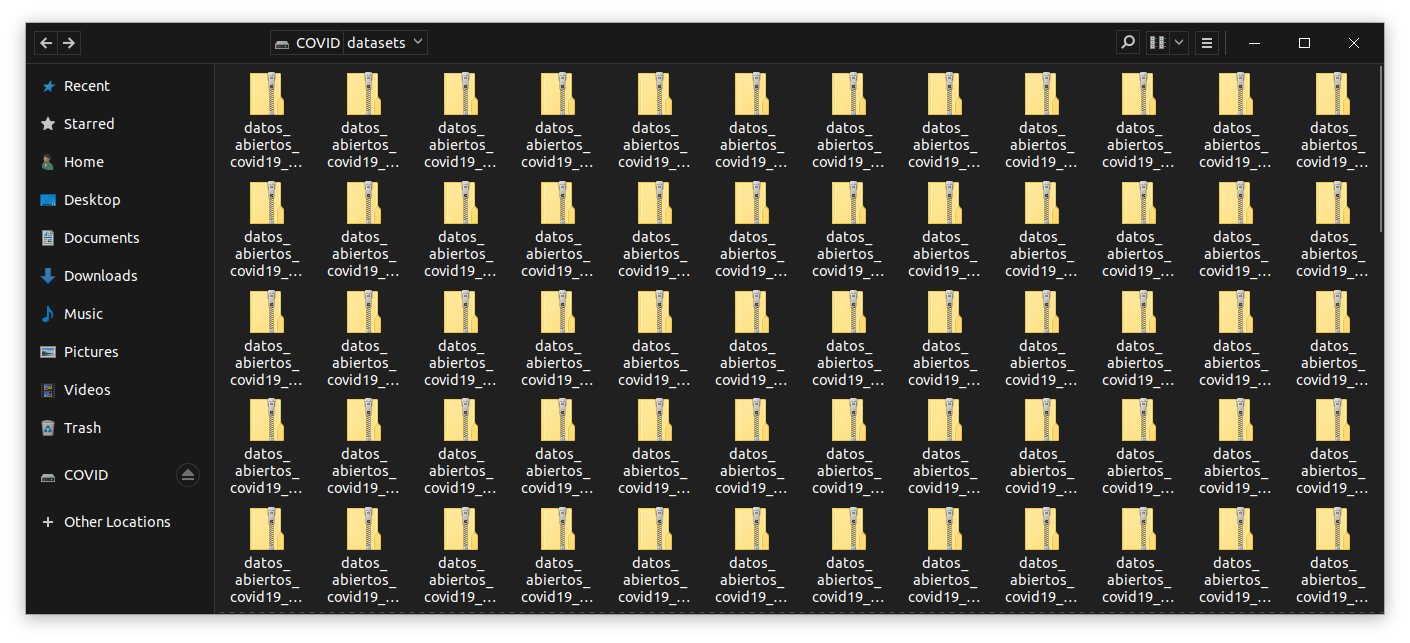 COVID datasets
Recent
Starred
Home
Desktop
Documents
Downloads
Music
Pictures
Videos
Trash
COVID
Other Locations
datos_ datos_ datos_ datos_ datos_ datos_ datos_ datos_ datos_ datos_ datos_ datos_
abiertos_ abiertos_ abiertos_ abiertos_ abiertos_ abiertos_ abiertos_ abiertos_ abiertos_ abiertos_ abiertos_ abiertos_
covid19_… covid19_… covid19_… covid19_… covid19_… covid19_… covid19_… covid19_… covid19_… covid19_… covid19_… covid19_…
datos_ datos_ datos_ datos_ datos_ datos_ datos_ datos_ datos_ datos_ datos_ datos_
abiertos_ abiertos_ abiertos_ abiertos_ abiertos_ abiertos_ abiertos_ abiertos_ abiertos_ abiertos_ abiertos_ abiertos_
covid19_… covid19_… covid19_… covid19_… covid19_… covid19_… covid19_… covid19_… covid19_… covid19_… covid19_… covid19_…
datos_ datos_ datos_ datos_ datos_ datos_ datos_ datos_ datos_ datos_ datos_ datos_
abiertos_ abiertos_ abiertos_ abiertos_ abiertos_ abiertos_ abiertos_ abiertos_ abiertos_ abiertos_ abiertos_ abiertos_
covid19_… covid19_… covid19_… covid19_… covid19_… covid19_… covid19_… covid19_… covid19_… covid19_… covid19_… covid19_…
datos_ datos_ datos_ datos_ datos_ datos_ datos_ datos_ datos_ datos_ datos_ datos_
abiertos_ abiertos_ abiertos_ abiertos_ abiertos_ abiertos_ abiertos_ abiertos_ abiertos_ abiertos_ abiertos_ abiertos_
covid19_… covid19_… covid19_… covid19_… covid19_… covid19_… covid19_… covid19_… covid19_… covid19_… covid19_… covid19_…
datos_ datos_ datos_ datos_ datos_ datos_ datos_ datos_ datos_ datos_ datos_ datos_
abiertos_ abiertos_ abiertos_ abiertos_ abiertos_ abiertos_ abiertos_ abiertos_ abiertos_ abiertos_ abiertos_ abiertos_
covid19_… covid19_… covid19_… covid19_… covid19_… covid19_… covid19_… covid19_… covid19_… covid19_… covid19_… covid19_…